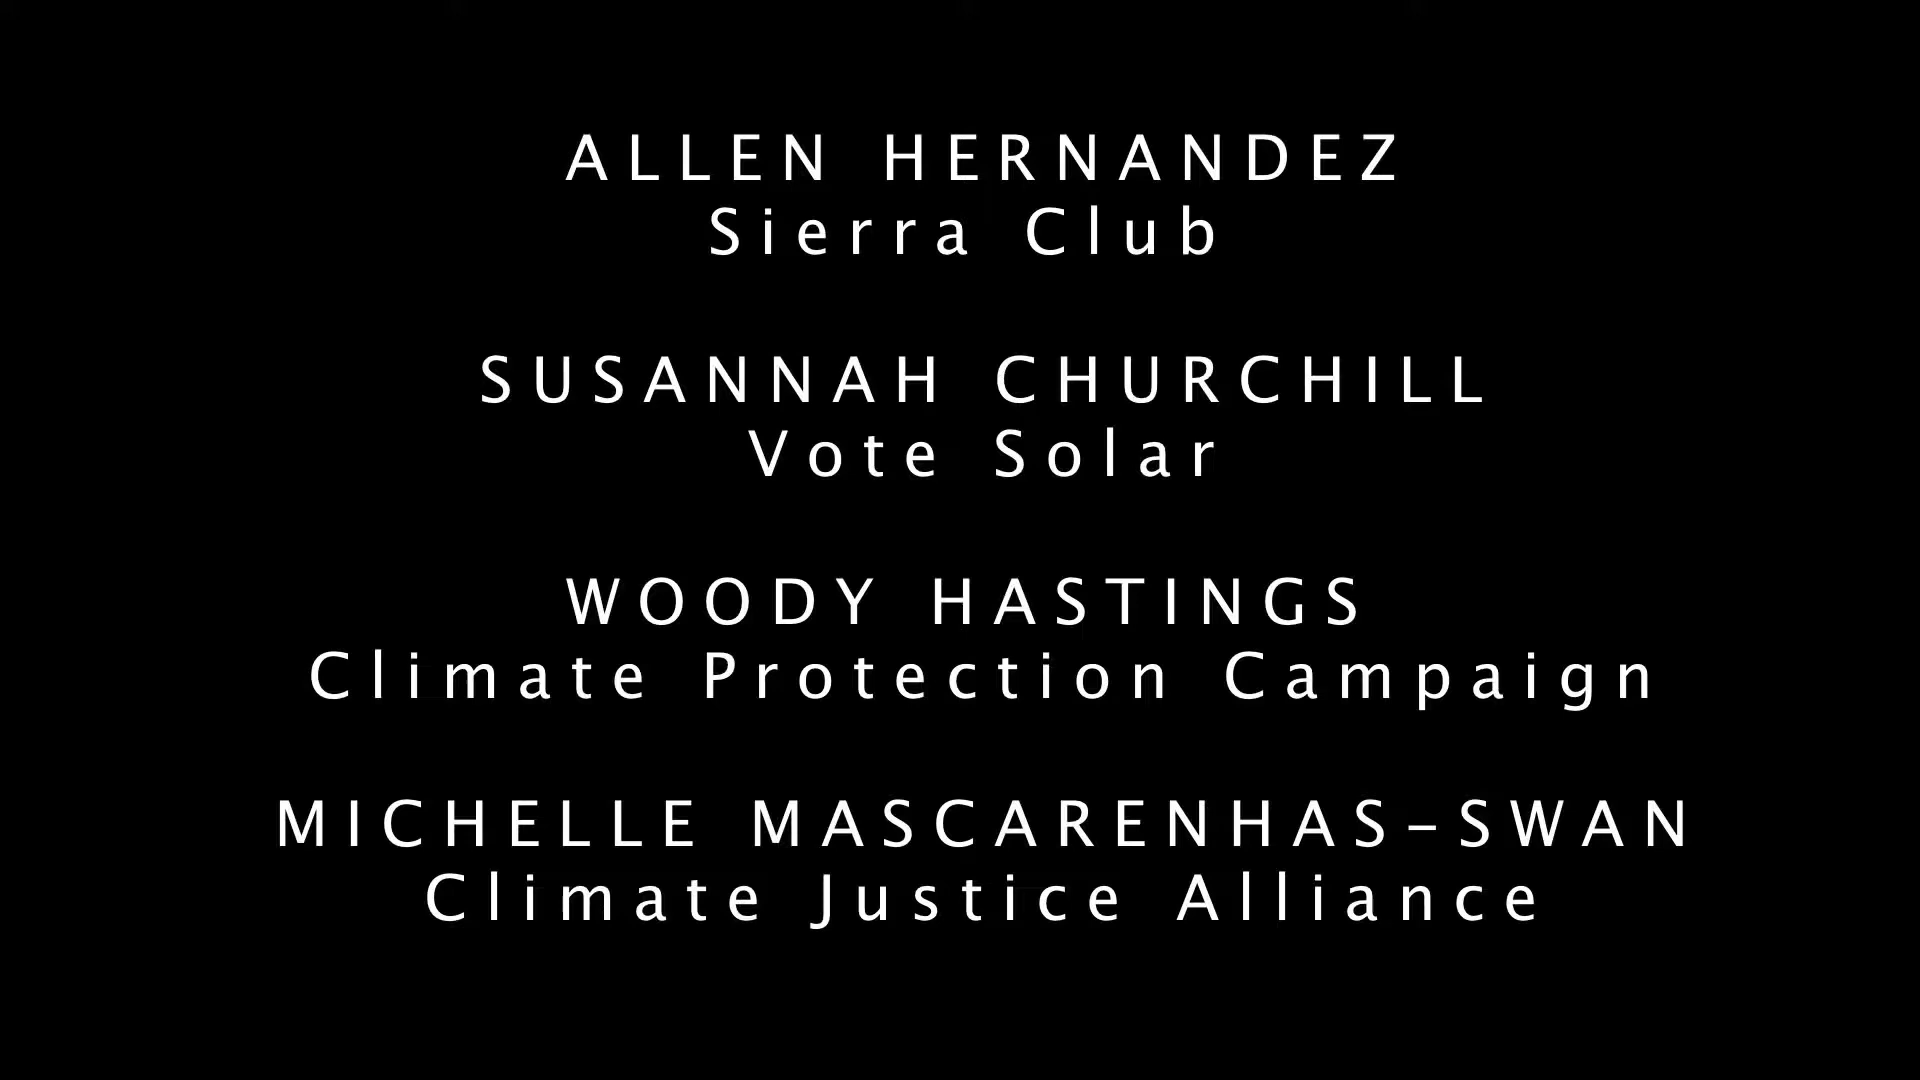 ALLEN HERNANDEZ
Sierra Club
SUSANNAH CHURCHILL
Vote Solar
WOODY HASTINGS
Climate Protection Campaign
MICHELLE MASCARENHAS-SWAN
Climate Justice Alliance